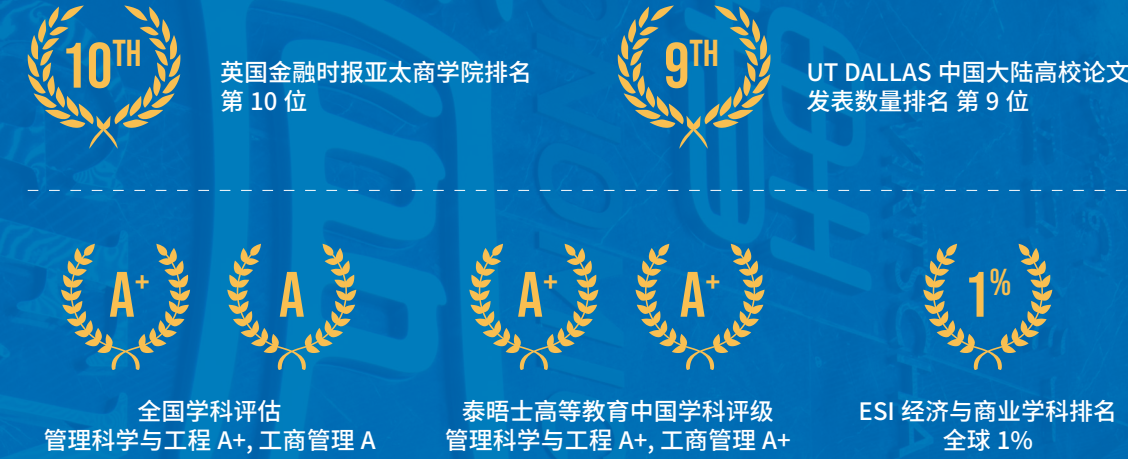 10TH
英国金融时报亚太商学院排名
第 10 位
9TH
UT DALLAS 中国大陆高校论文
发表数量排名 第 9 位
A+
A
全国学科评估
管理科学与工程 A+, 工商管理 A
A+
A+
泰晤士高等教育中国学科评级
管理科学与工程 A+, 工商管理 A+
1%
ESI 经济与商业学科排名
全球 1%